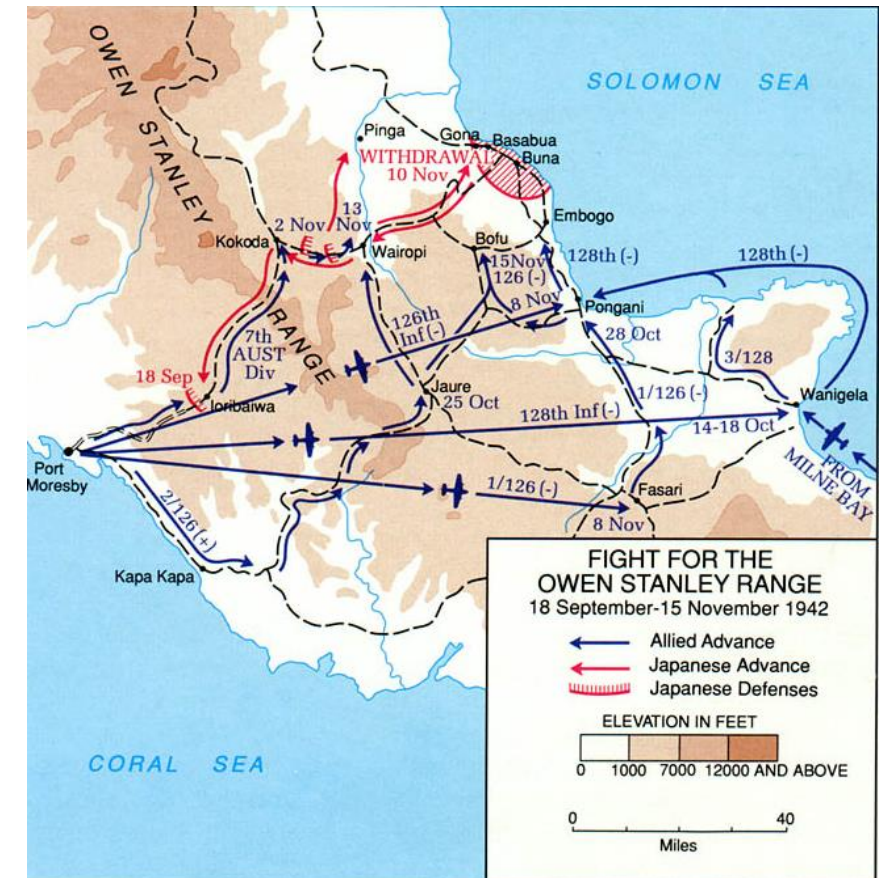 OWEN
STANLEY
RANGE
SOLOMON SEA
Pinga
Gona
Basabua
Buna
WITHDRAWAL
10 Nov
2 Nov
13
Nov
Embogo
Kokoda
Wairopi
Bofu
15Nov
126 (-)
128th (-)
128th (-)
8 Nov
Pongani
126th
Inf (-)
28 Oct
7th
AUST
Div
3/128
18 Sep
Ioribaiwa
Jaure
25 Oct
1/126 (-)
Wanigela
128th Inf (-)
14-18 Oct
FROM
MILNE BAY
Port
Moresby
1/126 (-)
Fasari
8 Nov
2/126 (+)
Kapa Kapa
CORAL SEA
FIGHT FOR THE
OWEN STANLEY RANGE
18 September-15 November 1942
Allied Advance
Japanese Advance
Japanese Defenses
ELEVATION IN FEET
0 1000 7000 12000 AND ABOVE
0 40
Miles